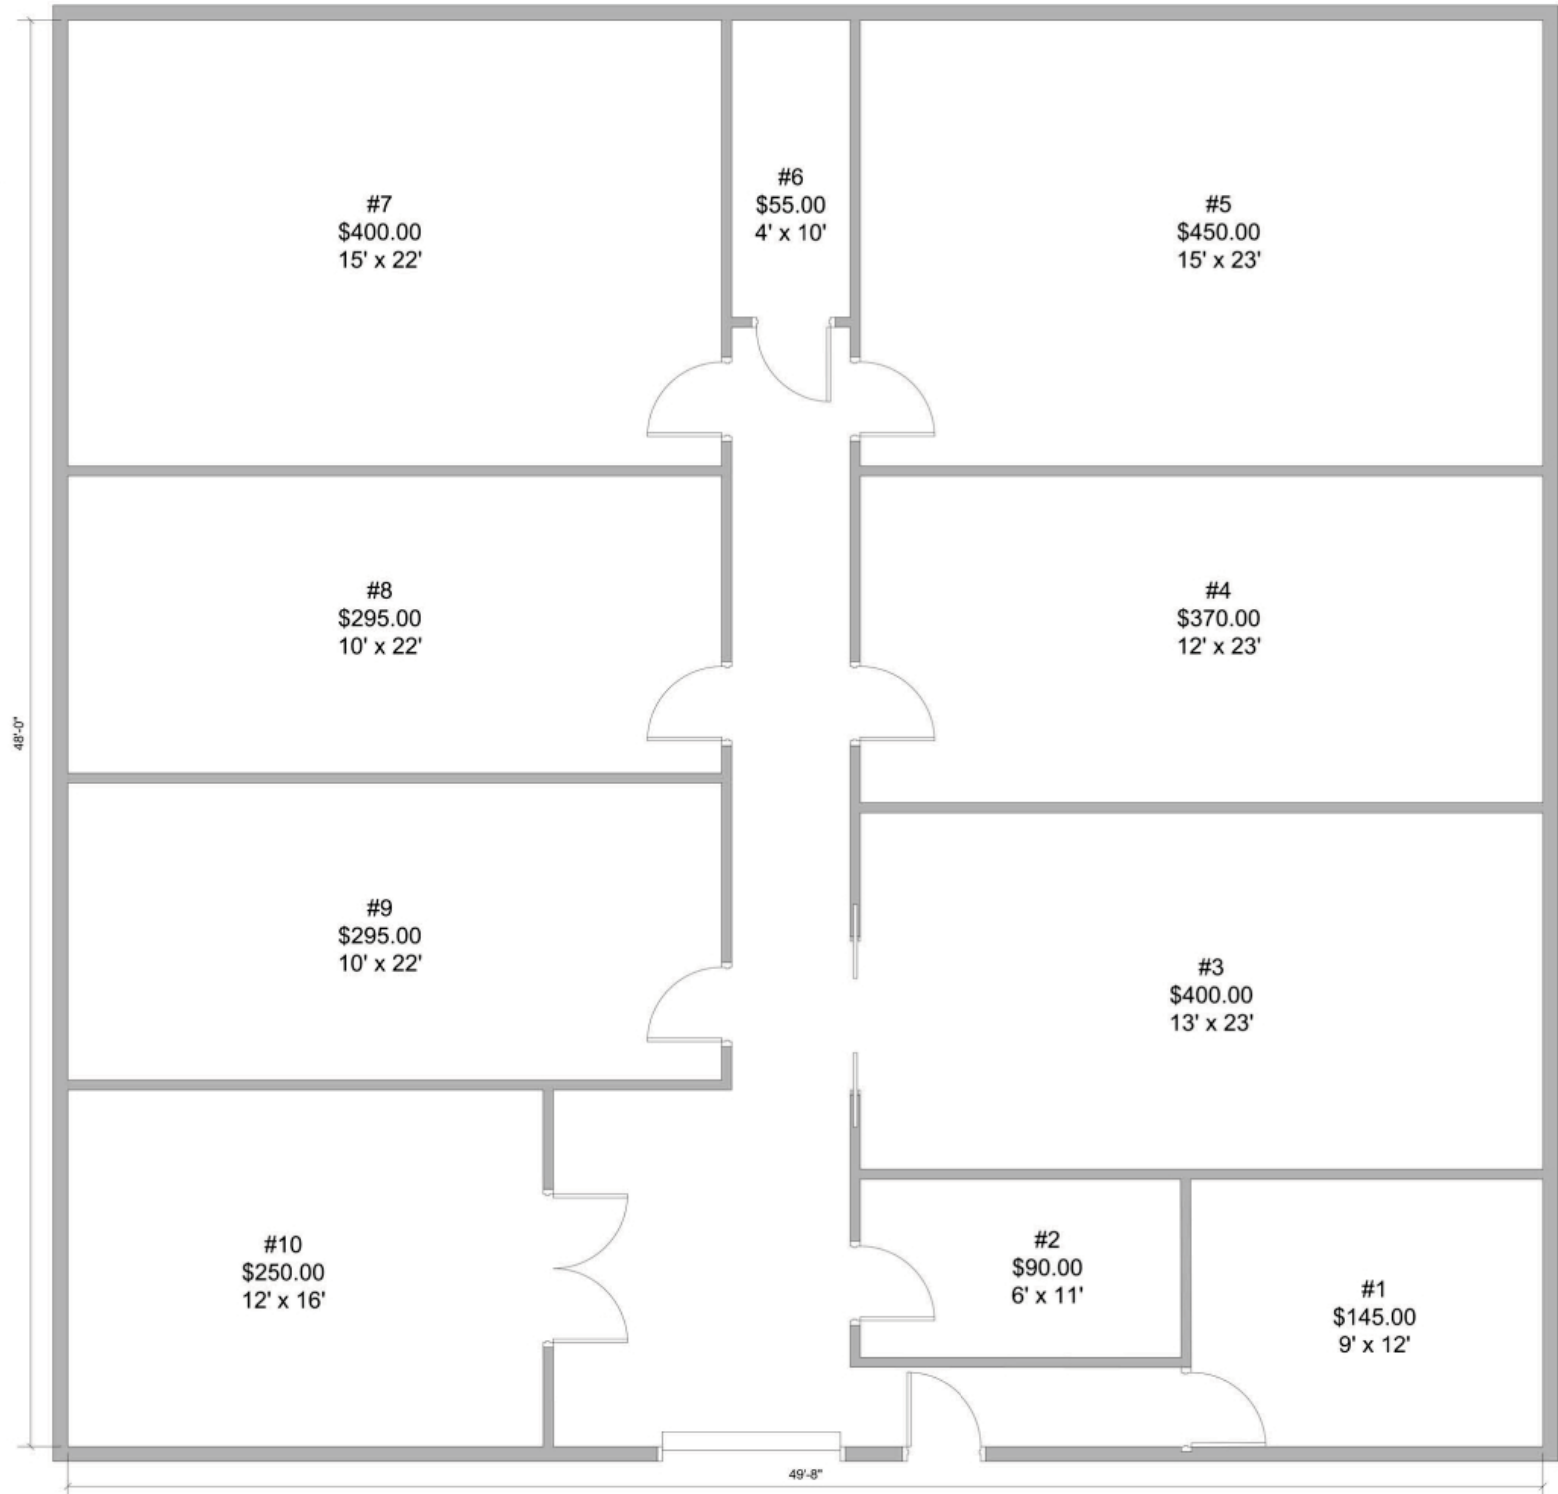 #7
$400.00
15' x 22'
#6
$55.00
4' x 10'
#5
$450.00
15' x 23'
#8
$295.00
10' x 22'
#4
$370.00
12' x 23'
48'-0"
#9
$295.00
10' x 22'
#3
$400.00
13' x 23'
#10
$250.00
12' x 16'
#2
$90.00
6' x 11'
#1
$145.00
9' x 12'
49'-8"